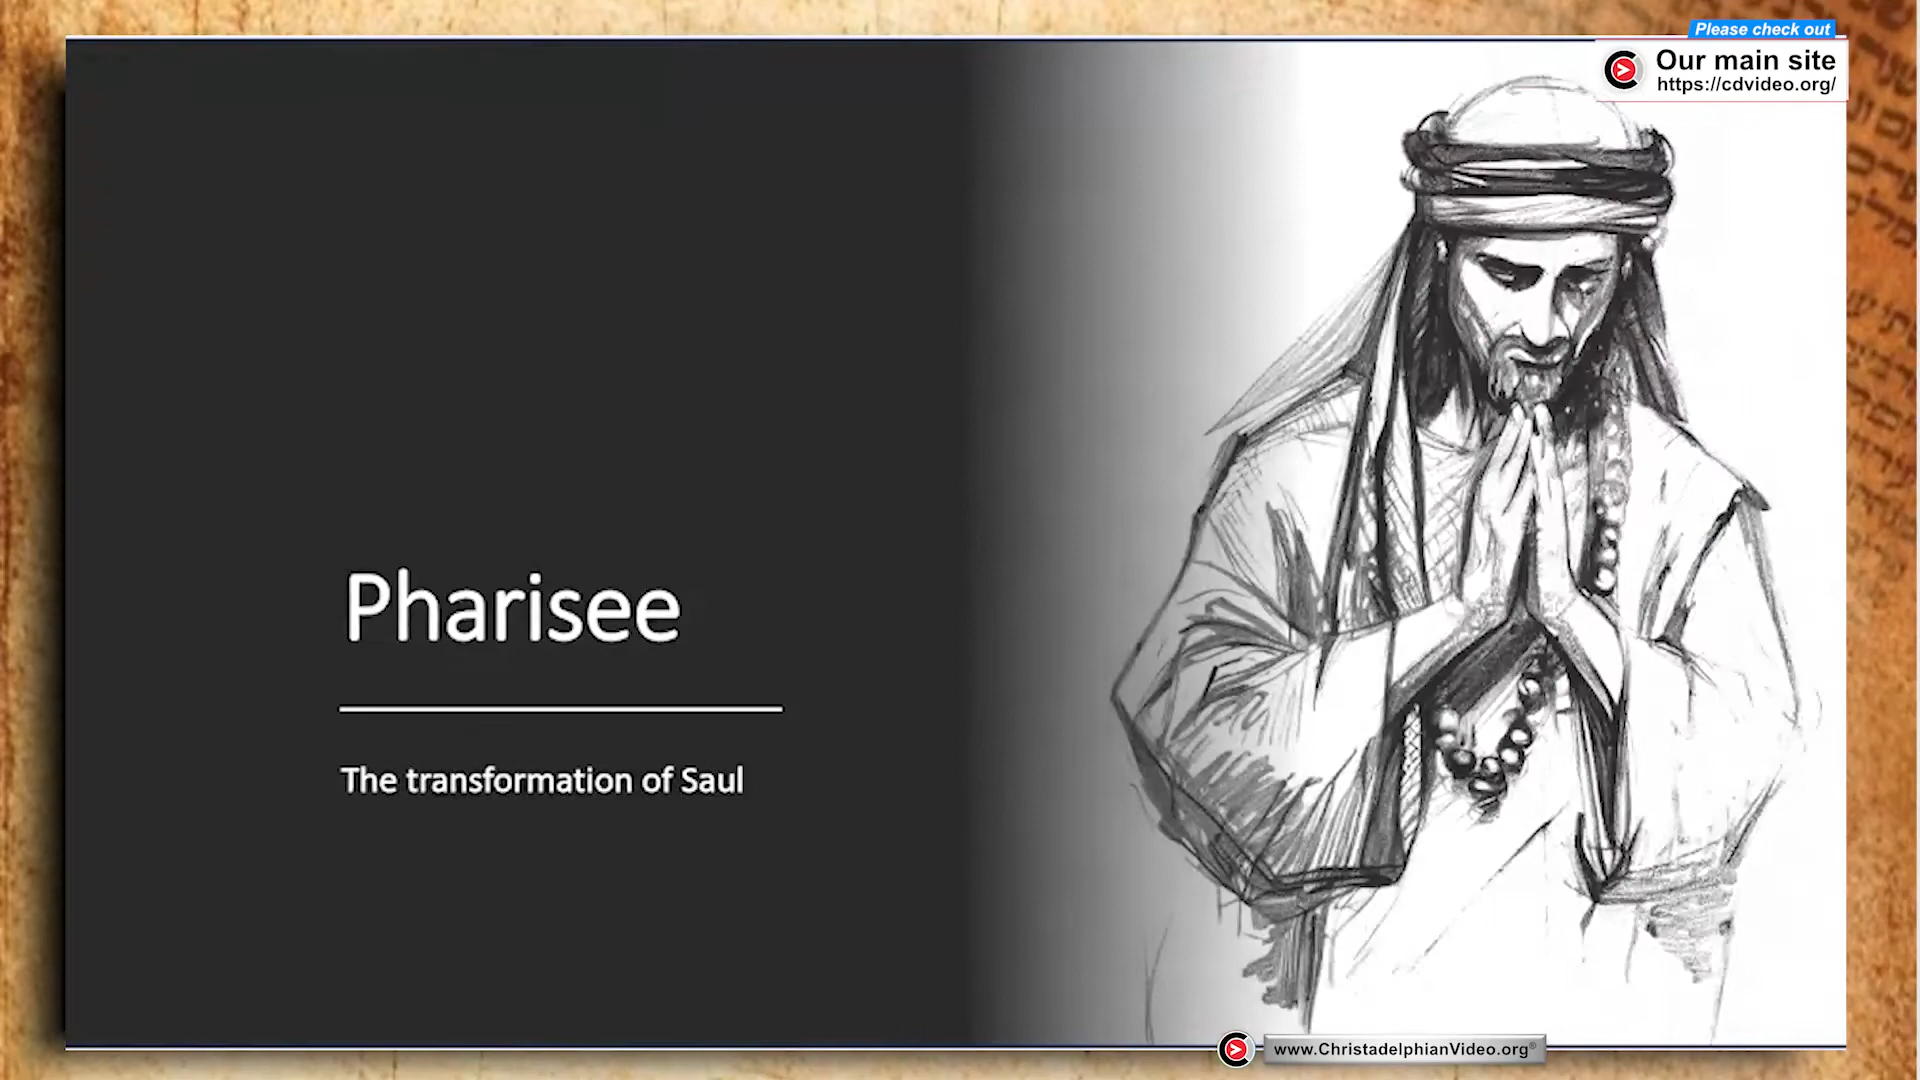 Please check out
Our main site
https://cdvideo.org/
Pharisee
The transformation of Saul
www.ChristadelphianVideo.org®